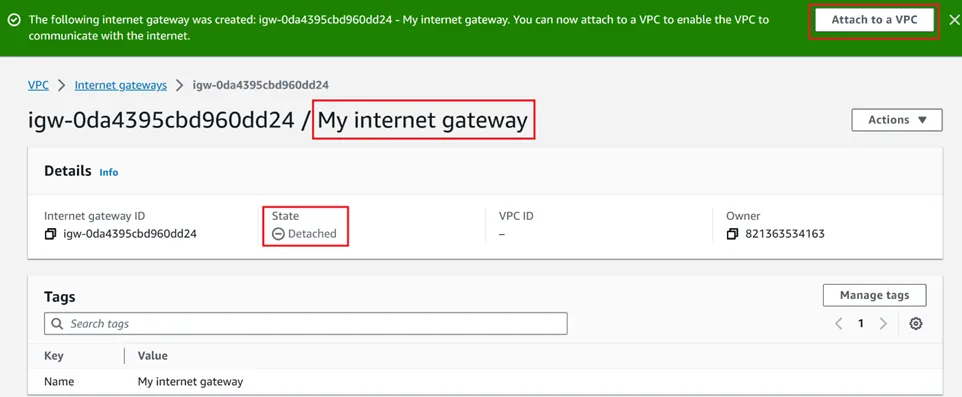 The following internet gateway was created: igw-0da4395cbd960dd24 - My internet gateway. You can now attach to a VPC to enable the VPC to
communicate with the internet.
Attach to a VPC
VPC > Internet gateways > igw-0da4395cbd960dd24
igw-0da4395cbd960dd24 / My internet gateway
Actions
Details Info
Internet gateway ID State VPC ID Owner
igw-0da4395cbd960dd24 Detached – 821363534163
Tags
Manage tags
Search tags
1
Key Value
Name My internet gateway